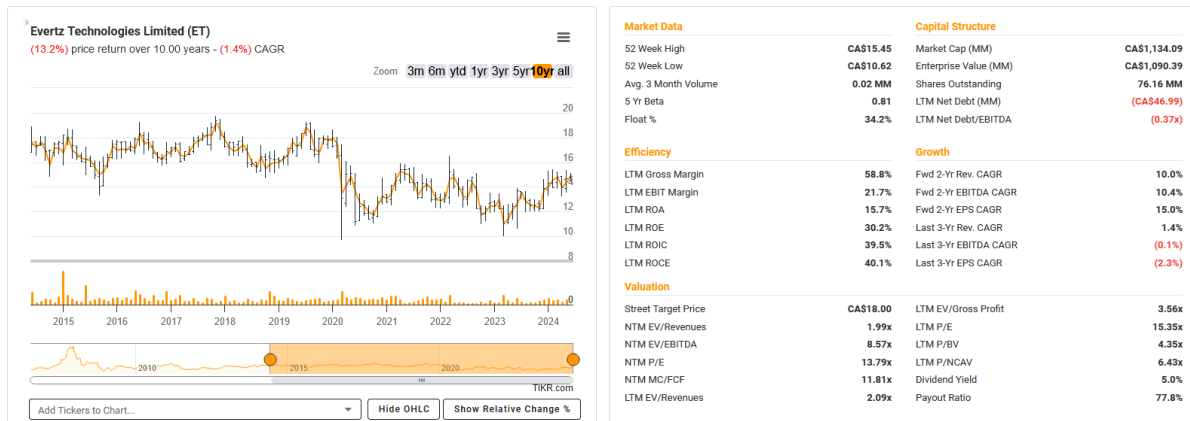 Evertz Technologies Limited (ET)
(13.2%) price return over 10.00 years - (1.4%) CAGR
Zoom 3m 6m ytd 1yr 3yr 5yr 10yr all
20
18
16
14
12
10
8
0
2015 2016 2017 2018 2019 2020 2021 2022 2023 2024
2010 2015 2020
TIKR.com
Add Tickers to Chart...
Hide OHLC
Show Relative Change %
Market Data
52 Week High CA$15.45
52 Week Low CA$10.62
Avg. 3 Month Volume 0.02 MM
5 Yr Beta 0.81
Float % 34.2%
Capital Structure
Market Cap (MM) CA$1,134.09
Enterprise Value (MM) CA$1,090.39
Shares Outstanding 76.16 MM
LTM Net Debt (MM) (CA$46.99)
LTM Net Debt/EBITDA (0.37x)
Efficiency
LTM Gross Margin 58.8%
LTM EBIT Margin 21.7%
LTM ROA 15.7%
LTM ROE 30.2%
LTM ROIC 39.5%
LTM ROCE 40.1%
Growth
Fwd 2-Yr Rev. CAGR 10.0%
Fwd 2-Yr EBITDA CAGR 10.4%
Fwd 2-Yr EPS CAGR 15.0%
Last 3-Yr Rev. CAGR 1.4%
Last 3-Yr EBITDA CAGR (0.1%)
Last 3-Yr EPS CAGR (2.3%)
Valuation
Street Target Price CA$18.00
NTM EV/Revenues 1.99x
NTM EV/EBITDA 8.57x
NTM P/E 13.79x
NTM MC/FCF 11.81x
LTM EV/Revenues 2.09x
LTM EV/Gross Profit 3.56x
LTM P/E 15.35x
LTM P/BV 4.35x
LTM P/NCAV 6.43x
Dividend Yield 5.0%
Payout Ratio 77.8%